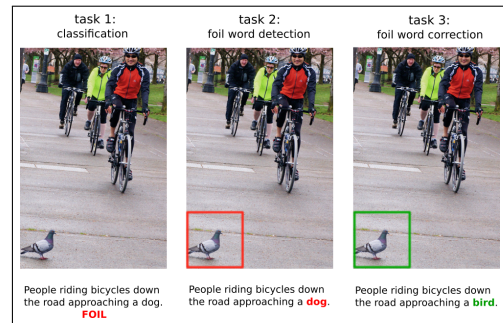 task 1:
classification
People riding bicycles down
the road approaching a dog.
FOIL
task 2:
foil word detection
People riding bicycles down
the road approaching a dog.
task 3:
foil word correction
People riding bicycles down
the road approaching a bird.